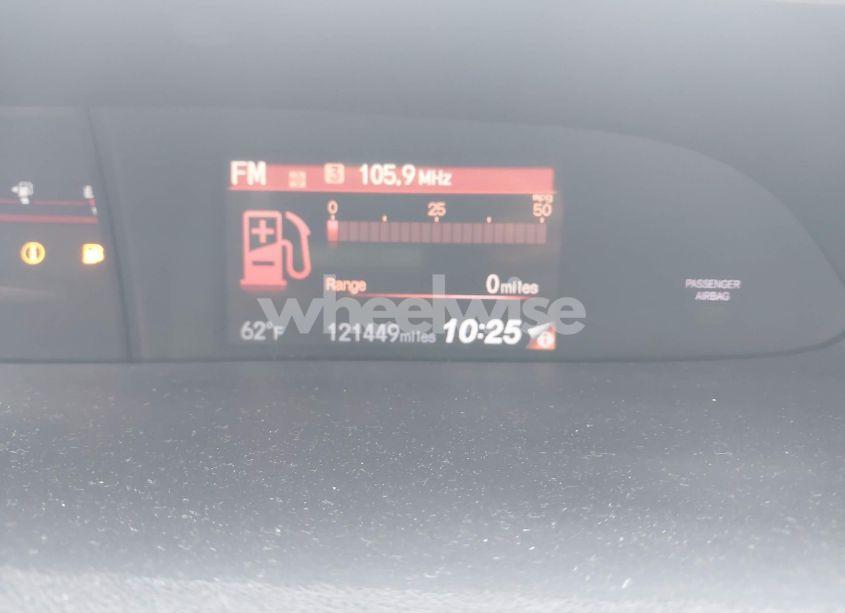 FM 3 105.9 MHz
mpg
0 25 50
E
Range 0 miles
PASSENGER
AIRBAG
wheelwise
62°F 121449 miles 10:25